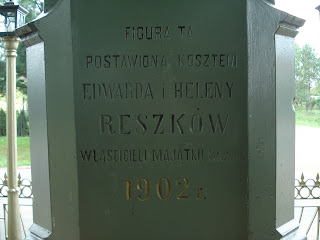 FIGURA TA
POSTAWIONA KOSZTEM
EDWARDA I HELENY
RESZKÓW
WŁAŚCICIELI MAJĄTKU
1902 r.